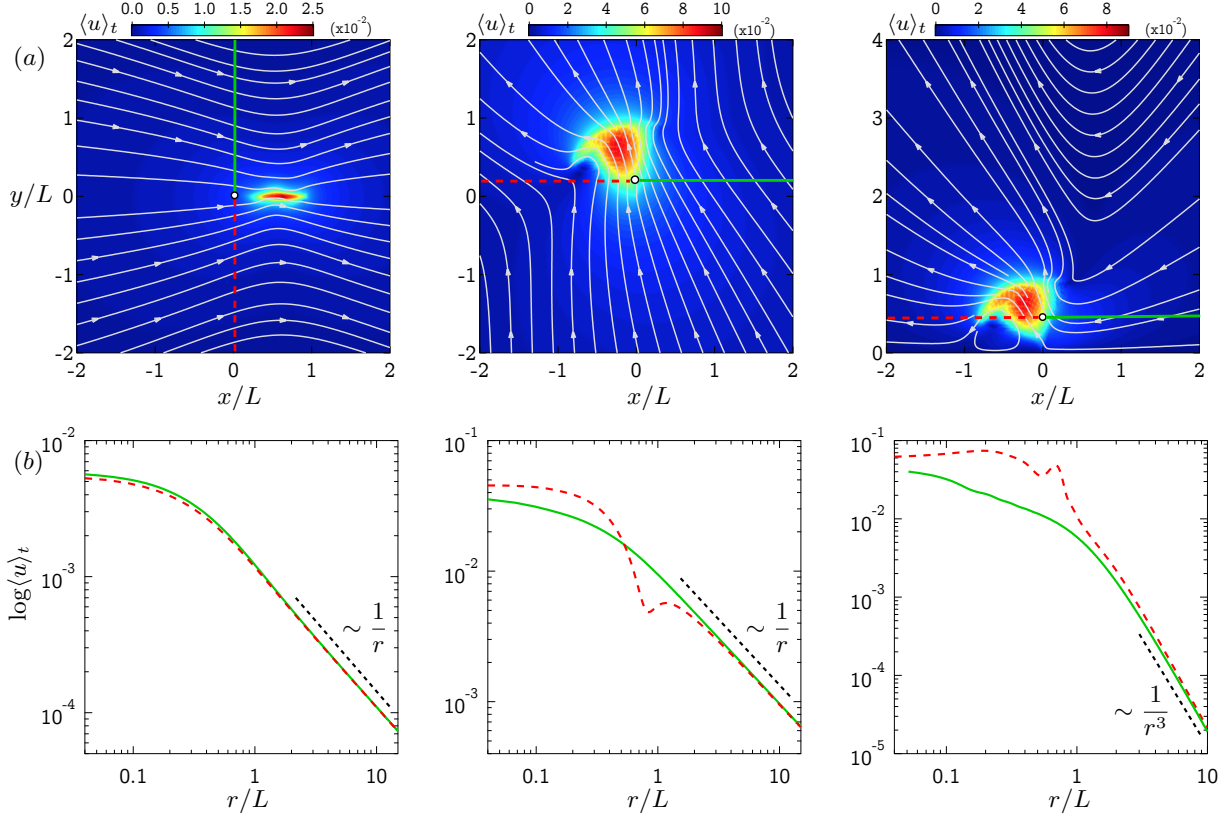 ⟨u⟩ₜ 0.0 0.5 1.0 1.5 2.0 2.5 (x10⁻²)
⟨u⟩ₜ 0 2 4 6 8 10 (x10⁻²)
⟨u⟩ₜ 0 2 4 6 8 (x10⁻²)
(a)
y/L
2
1
0
-1
-2
-2 -1 0 1 2
x/L
2
1
0
-1
-2
-2 -1 0 1 2
x/L
4
3
2
1
0
-2 -1 0 1 2
x/L
(b)
log⟨u⟩ₜ
10⁻²
10⁻³
10⁻⁴
∼ 1/r
0.1 1 10
r/L
10⁻¹
10⁻²
10⁻³
∼ 1/r
0.1 1 10
r/L
10⁻¹
10⁻²
10⁻³
10⁻⁴
10⁻⁵
∼ 1/r³
0.1 1 10
r/L